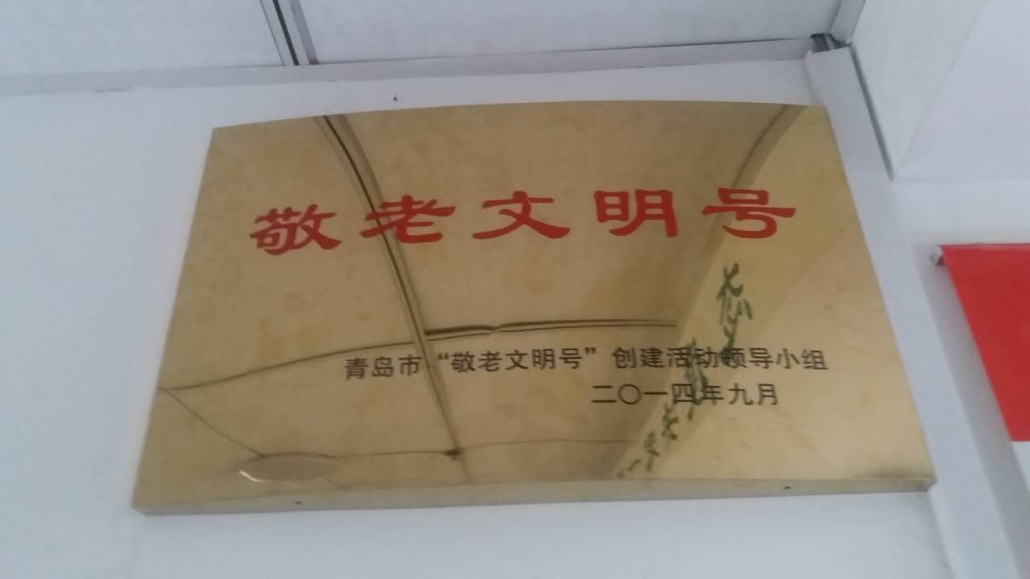 敬老文明号
青岛市“敬老文明号”创建活动领导小组
二〇一四年九月